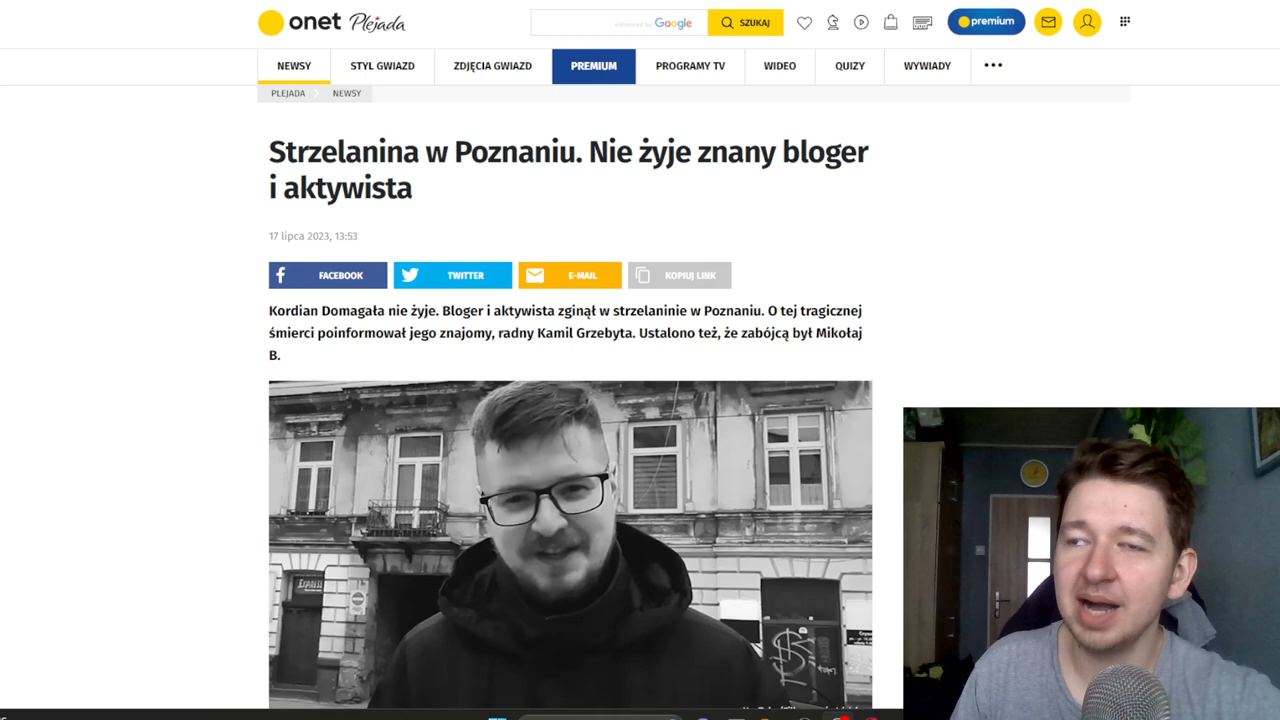 onet Plejada
enhanced by Google
SZUKAJ
premium
NEWSY STYL GWIAZD ZDJĘCIA GWIAZD PREMIUM PROGRAMY TV WIDEO QUIZY WYWIADY
PLEJADA NEWSY
Strzelanina w Poznaniu. Nie żyje znany bloger
i aktywista
17 lipca 2023, 13:53
FACEBOOK TWITTER E-MAIL KOPIUJ LINK
Kordian Domagała nie żyje. Bloger i aktywista zginął w strzelaninie w Poznaniu. O tej tragicznej
śmierci poinformował jego znajomy, radny Kamil Grzebyta. Ustalono też, że zabójcą był Mikołaj
B.